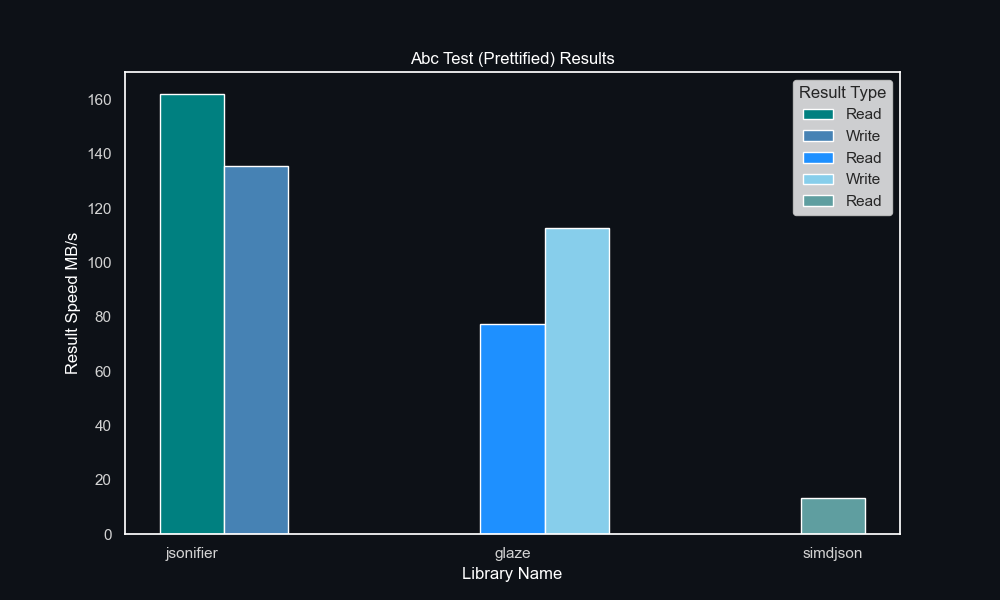 Abc Test (Prettified) Results
Result Type
Read
Write
Read
Write
Read
160
140
120
100
80
60
40
20
0
Result Speed MB/s
jsonifier glaze simdjson
Library Name